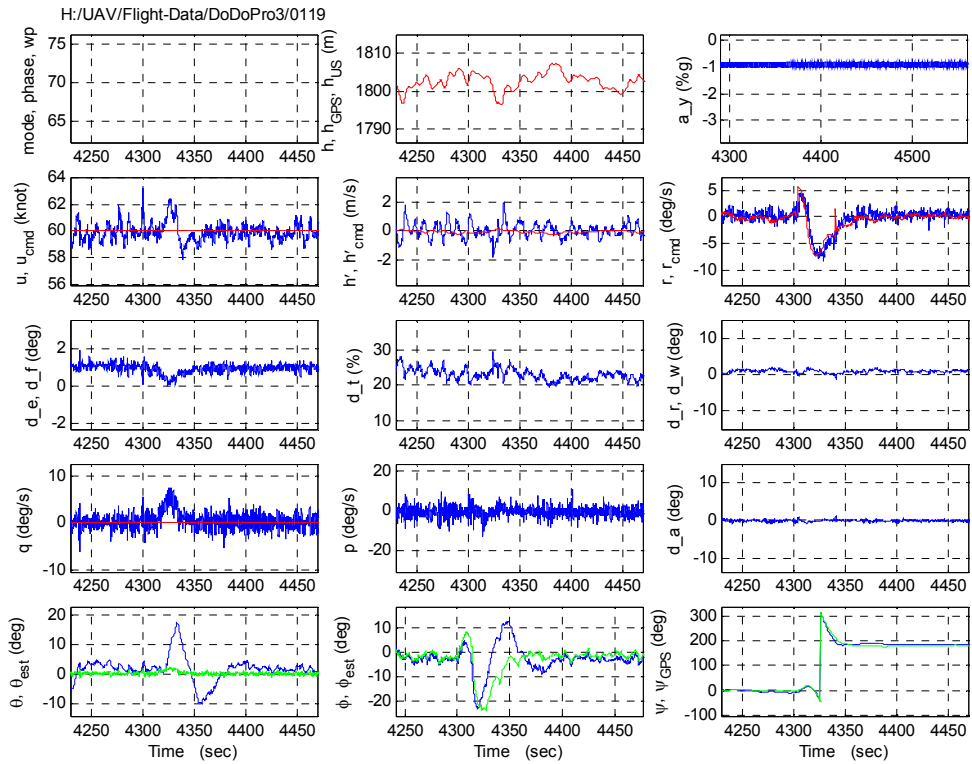 H:/UAV/Flight-Data/DoDoPro3/0119
mode, phase, wp
75
70
65
4250 4300 4350 4400 4450
h, h_GPS, h_US (m)
1810
1800
1790
4250 4300 4350 4400 4450
a_y (%g)
0
-1
-2
-3
4300 4400 4500
u, u_cmd (knot)
64
62
60
58
56
4250 4300 4350 4400 4450
h', h'_cmd (m/s)
2
0
-2
4250 4300 4350 4400 4450
r, r_cmd (deg/s)
5
0
-5
-10
4250 4300 4350 4400 4450
d_e, d_f (deg)
2
0
-2
4250 4300 4350 4400 4450
d_t (%)
30
20
10
4250 4300 4350 4400 4450
d_r, d_w (deg)
10
0
-10
4250 4300 4350 4400 4450
q (deg/s)
10
0
-10
4250 4300 4350 4400 4450
p (deg/s)
20
0
-20
4250 4300 4350 4400 4450
d_a (deg)
10
0
-10
4250 4300 4350 4400 4450
θ, θ_est (deg)
20
10
0
-10
4250 4300 4350 4400 4450
Time (sec)
ϕ, ϕ_est (deg)
10
0
-10
-20
4250 4300 4350 4400 4450
Time (sec)
ψ, ψ_GPS (deg)
300
200
100
0
-100
4250 4300 4350 4400 4450
Time (sec)